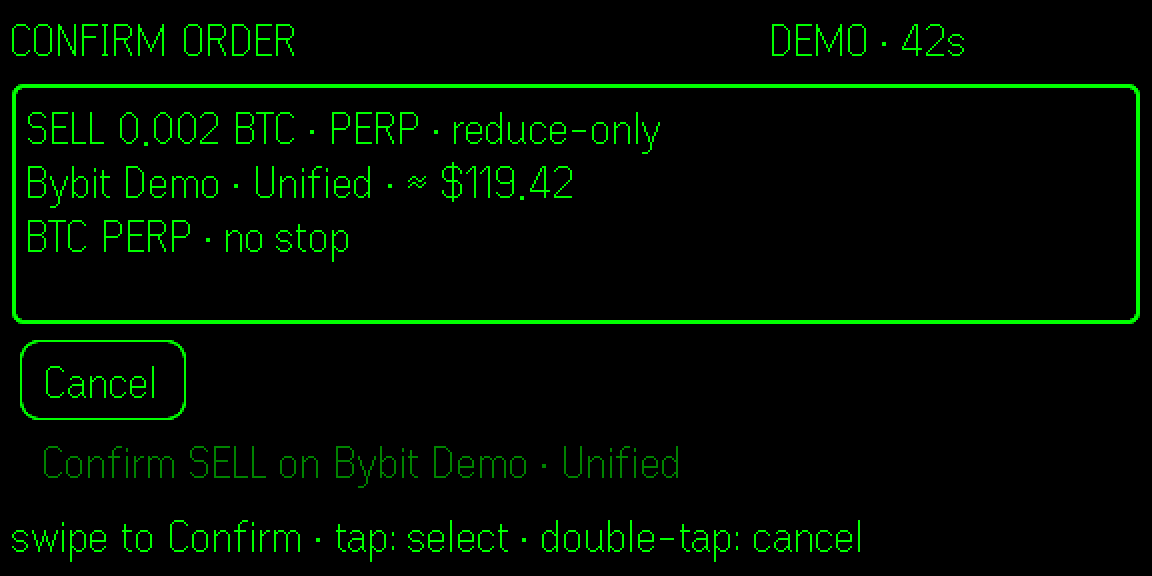 CONFIRM ORDER DEMO · 42s
SELL 0.002 BTC · PERP · reduce-only
Bybit Demo · Unified · ≈ $119.42
BTC PERP · no stop
Cancel
Confirm SELL on Bybit Demo · Unified
swipe to Confirm · tap: select · double-tap: cancel